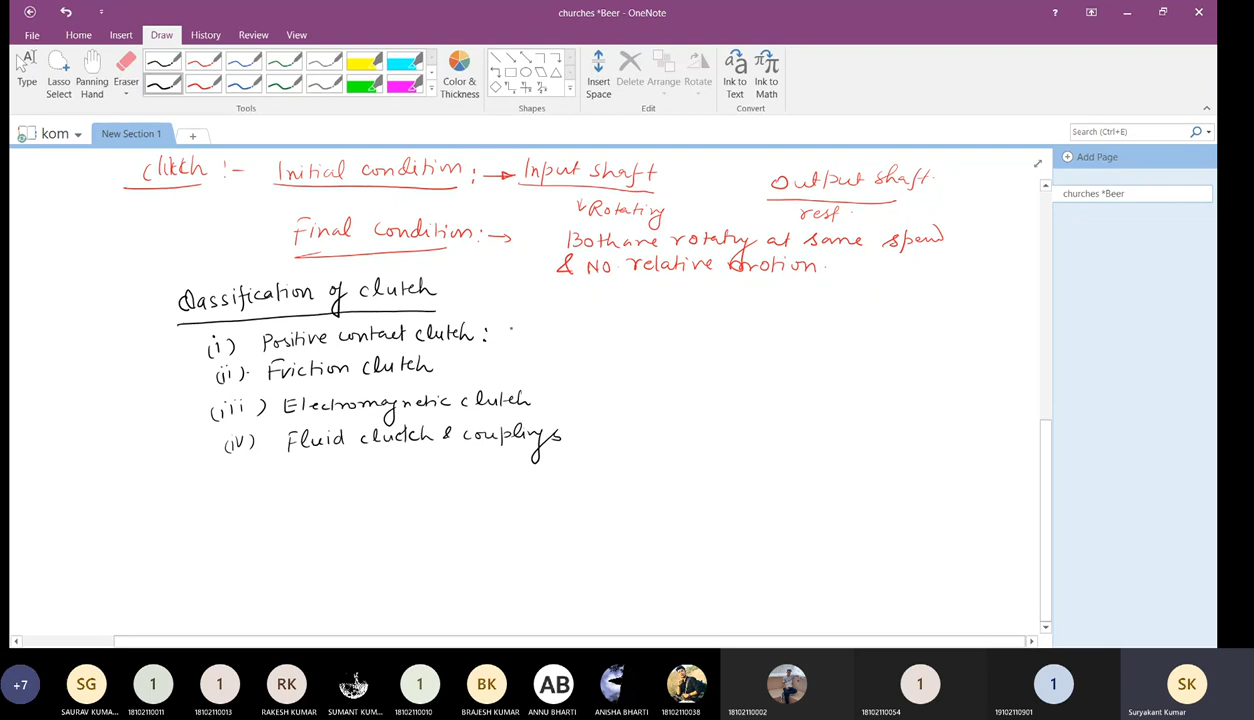 churches *Beer - OneNote
File Home Insert Draw History Review View
Type Lasso Select Panning Hand Eraser Color & Thickness Insert Space Delete Arrange Rotate Ink to Text Ink to Math
Tools Shapes Edit Convert
kom New Section 1 Search (Ctrl+E)
Add Page
churches *Beer
Clutch :- Initial condition : Input shaft Output shaft.
Rotating rest.
Final Condition:- Both are rotatry at same speed
& No. relative motion.
Classification of clutch
(i) Positive contact clutch :
(ii) Friction clutch
(iii) Electromagnetic clutch
(iv) Fluid clutch & couplings
+7 SG 1 1 RK 1 BK AB 1 1 SK
SAURAV KUMA... 18102110011 18102110013 RAKESH KUMAR SUMANT KUM... 18102110010 BRAJESH KUMAR ANNU BHARTI ANISHA BHARTI 18102110038 18102110002 18102110054 19102110901 Suryakant Kumar